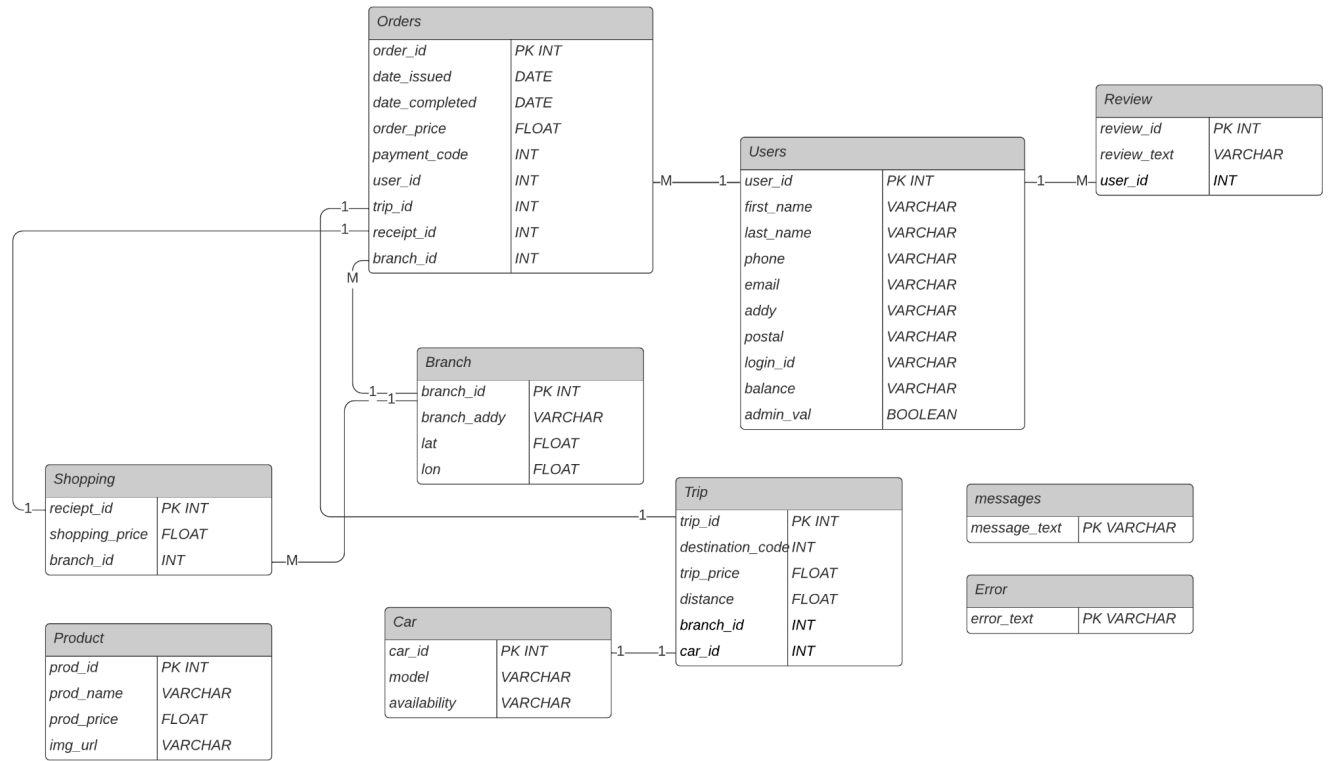 Orders
order_id PK INT
date_issued DATE
date_completed DATE
order_price FLOAT
payment_code INT
user_id INT
trip_id INT
receipt_id INT
branch_id INT
M
1
1
1
M
1
M
1
1
Users
user_id PK INT
first_name VARCHAR
last_name VARCHAR
phone VARCHAR
email VARCHAR
addy VARCHAR
postal VARCHAR
login_id VARCHAR
balance VARCHAR
admin_val BOOLEAN
Review
review_id PK INT
review_text VARCHAR
user_id INT
Branch
branch_id PK INT
branch_addy VARCHAR
lat FLOAT
lon FLOAT
Shopping
reciept_id PK INT
shopping_price FLOAT
branch_id INT
1
M
Trip
trip_id PK INT
destination_code INT
trip_price FLOAT
distance FLOAT
branch_id INT
car_id INT
1
messages
message_text PK VARCHAR
Error
error_text PK VARCHAR
Product
prod_id PK INT
prod_name VARCHAR
prod_price FLOAT
img_url VARCHAR
Car
car_id PK INT
model VARCHAR
availability VARCHAR
1
1